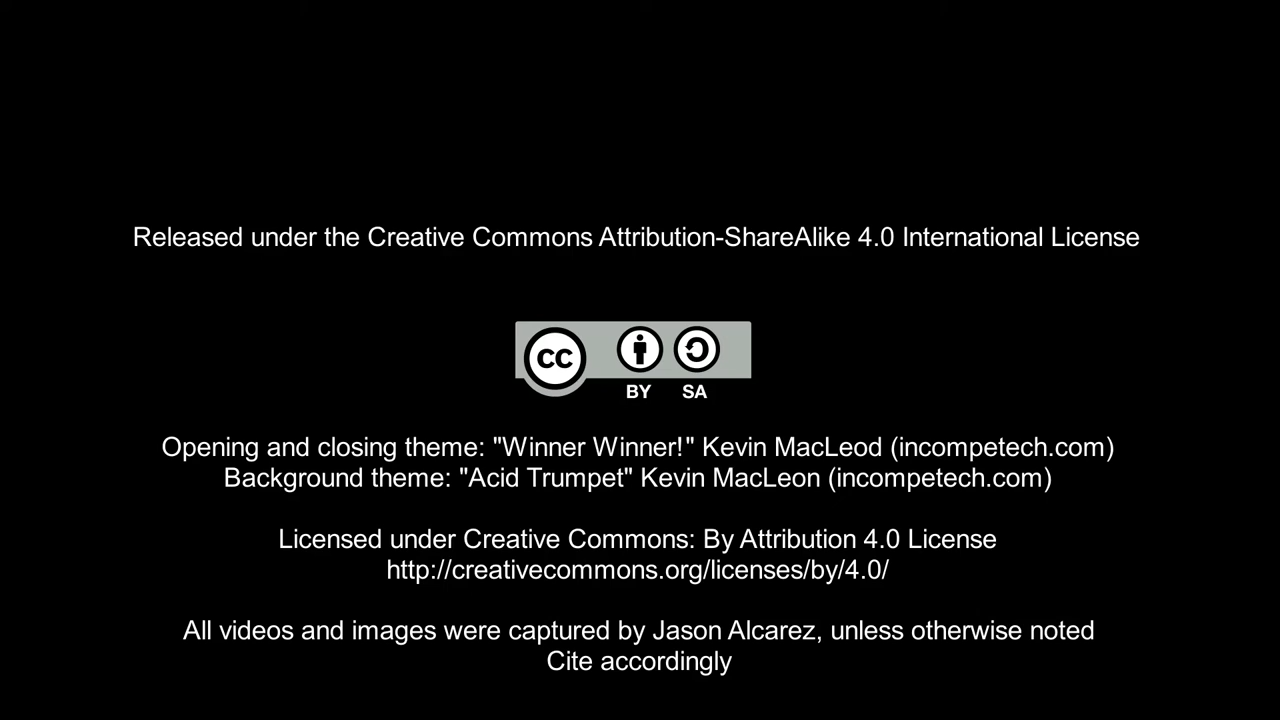 Released under the Creative Commons Attribution-ShareAlike 4.0 International License
CC
BY SA
Opening and closing theme: "Winner Winner!" Kevin MacLeod (incompetech.com)
Background theme: "Acid Trumpet" Kevin MacLeon (incompetech.com)
Licensed under Creative Commons: By Attribution 4.0 License
http://creativecommons.org/licenses/by/4.0/
All videos and images were captured by Jason Alcarez, unless otherwise noted
Cite accordingly